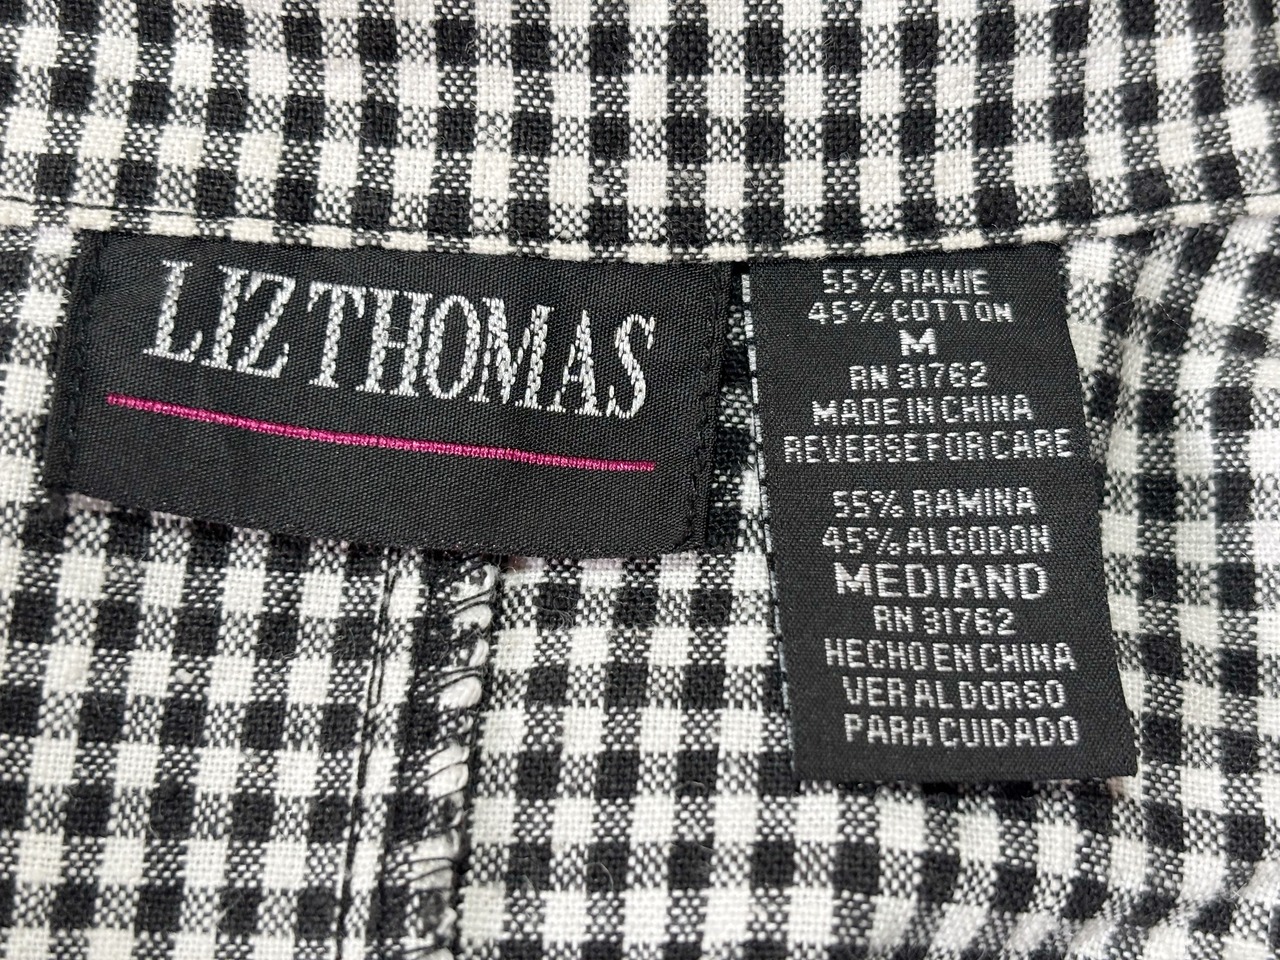 LIZ THOMAS
55% RAMIE
45% COTTON
M
RN 31762
MADE IN CHINA
REVERSE FOR CARE
55% RAMINA
45% ALGODON
MEDIANO
RN 31762
HECHO EN CHINA
VER AL DORSO
PARA CUIDADO